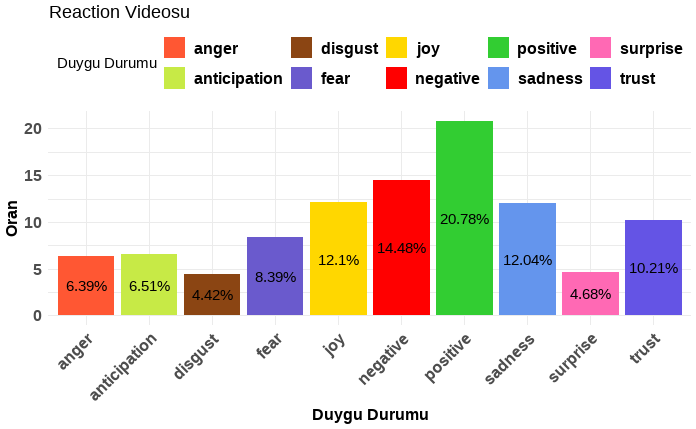 Reaction Videosu
Duygu Durumu
anger disgust joy positive surprise
anticipation fear negative sadness trust
Oran
20
15
10
5
0
6.39% 6.51% 4.42% 8.39% 12.1% 14.48% 20.78% 12.04% 4.68% 10.21%
anger anticipation disgust fear joy negative positive sadness surprise trust
Duygu Durumu